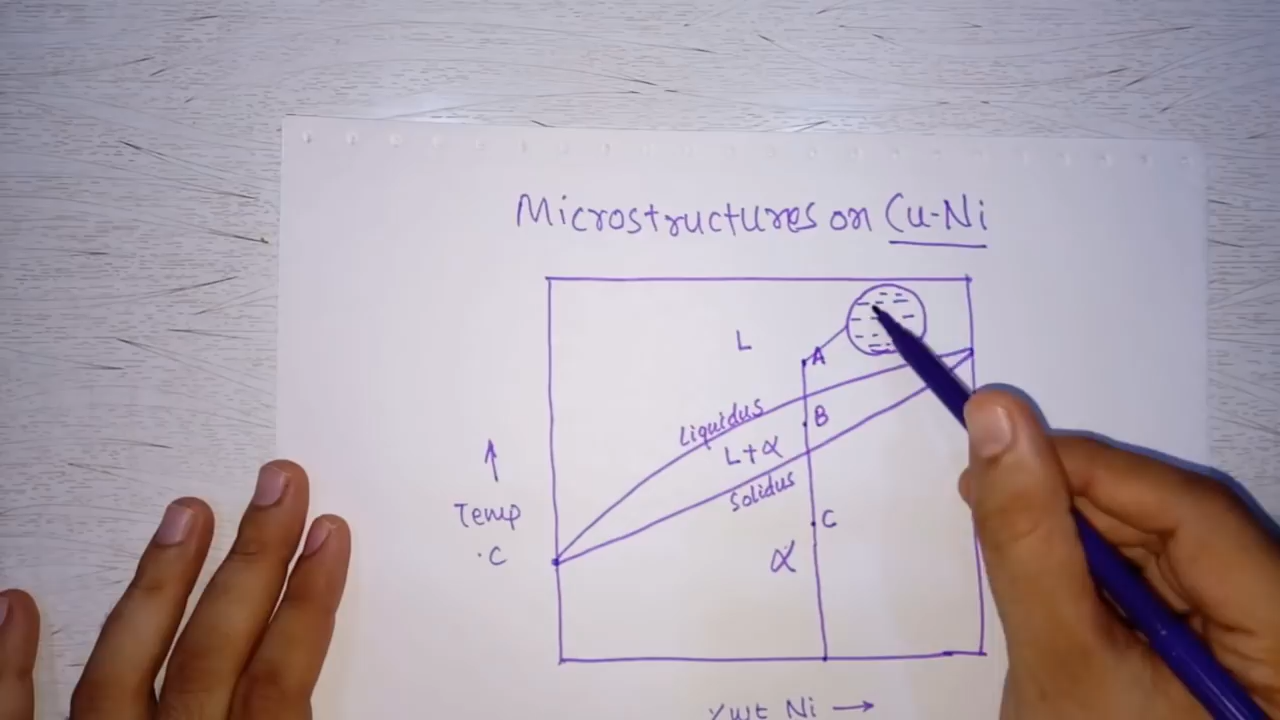 Microstructures on Cu-Ni
L
A
Liquidus
B
L+α
Solidus
↑
Temp
°C
C
α
%wt Ni →